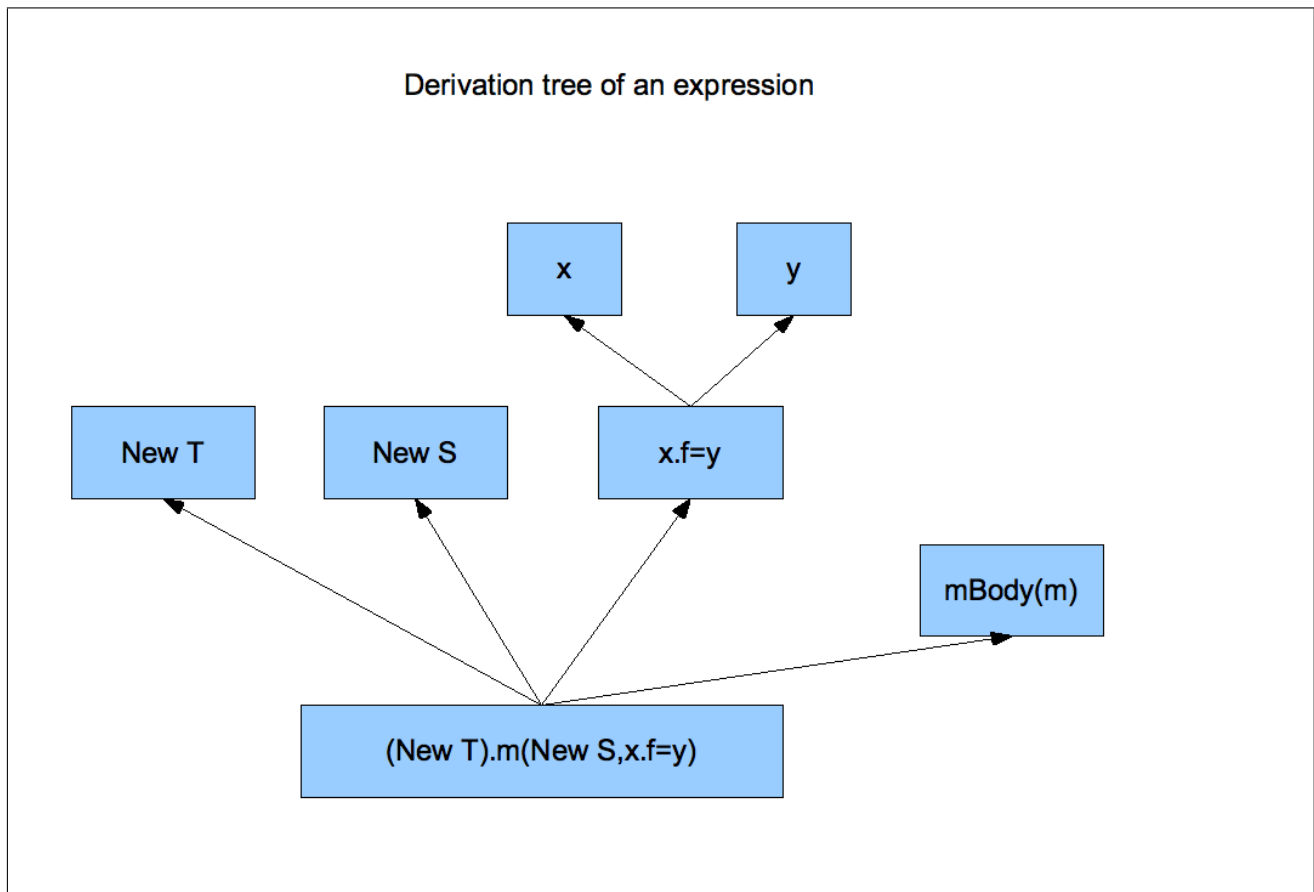 Derivation tree of an expression
x
y
New T
New S
x.f=y
mBody(m)
(New T).m(New S,x.f=y)